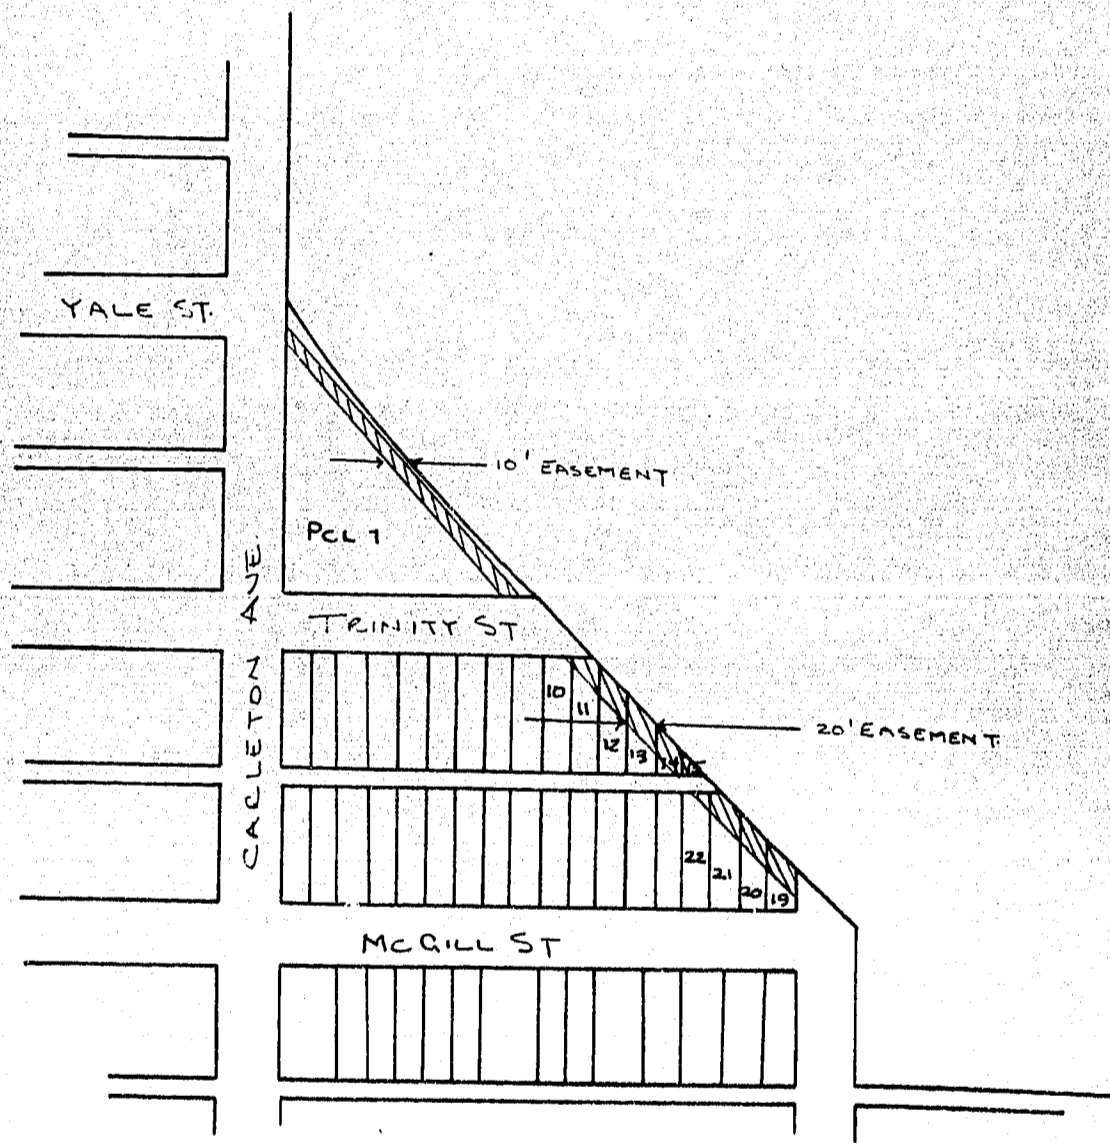 YALE ST.
10' EASEMENT
PCL 1
CARLETON AVE.
TRINITY ST
10
11
12
13
20' EASEMENT.
22
21
20
19
MCGILL ST